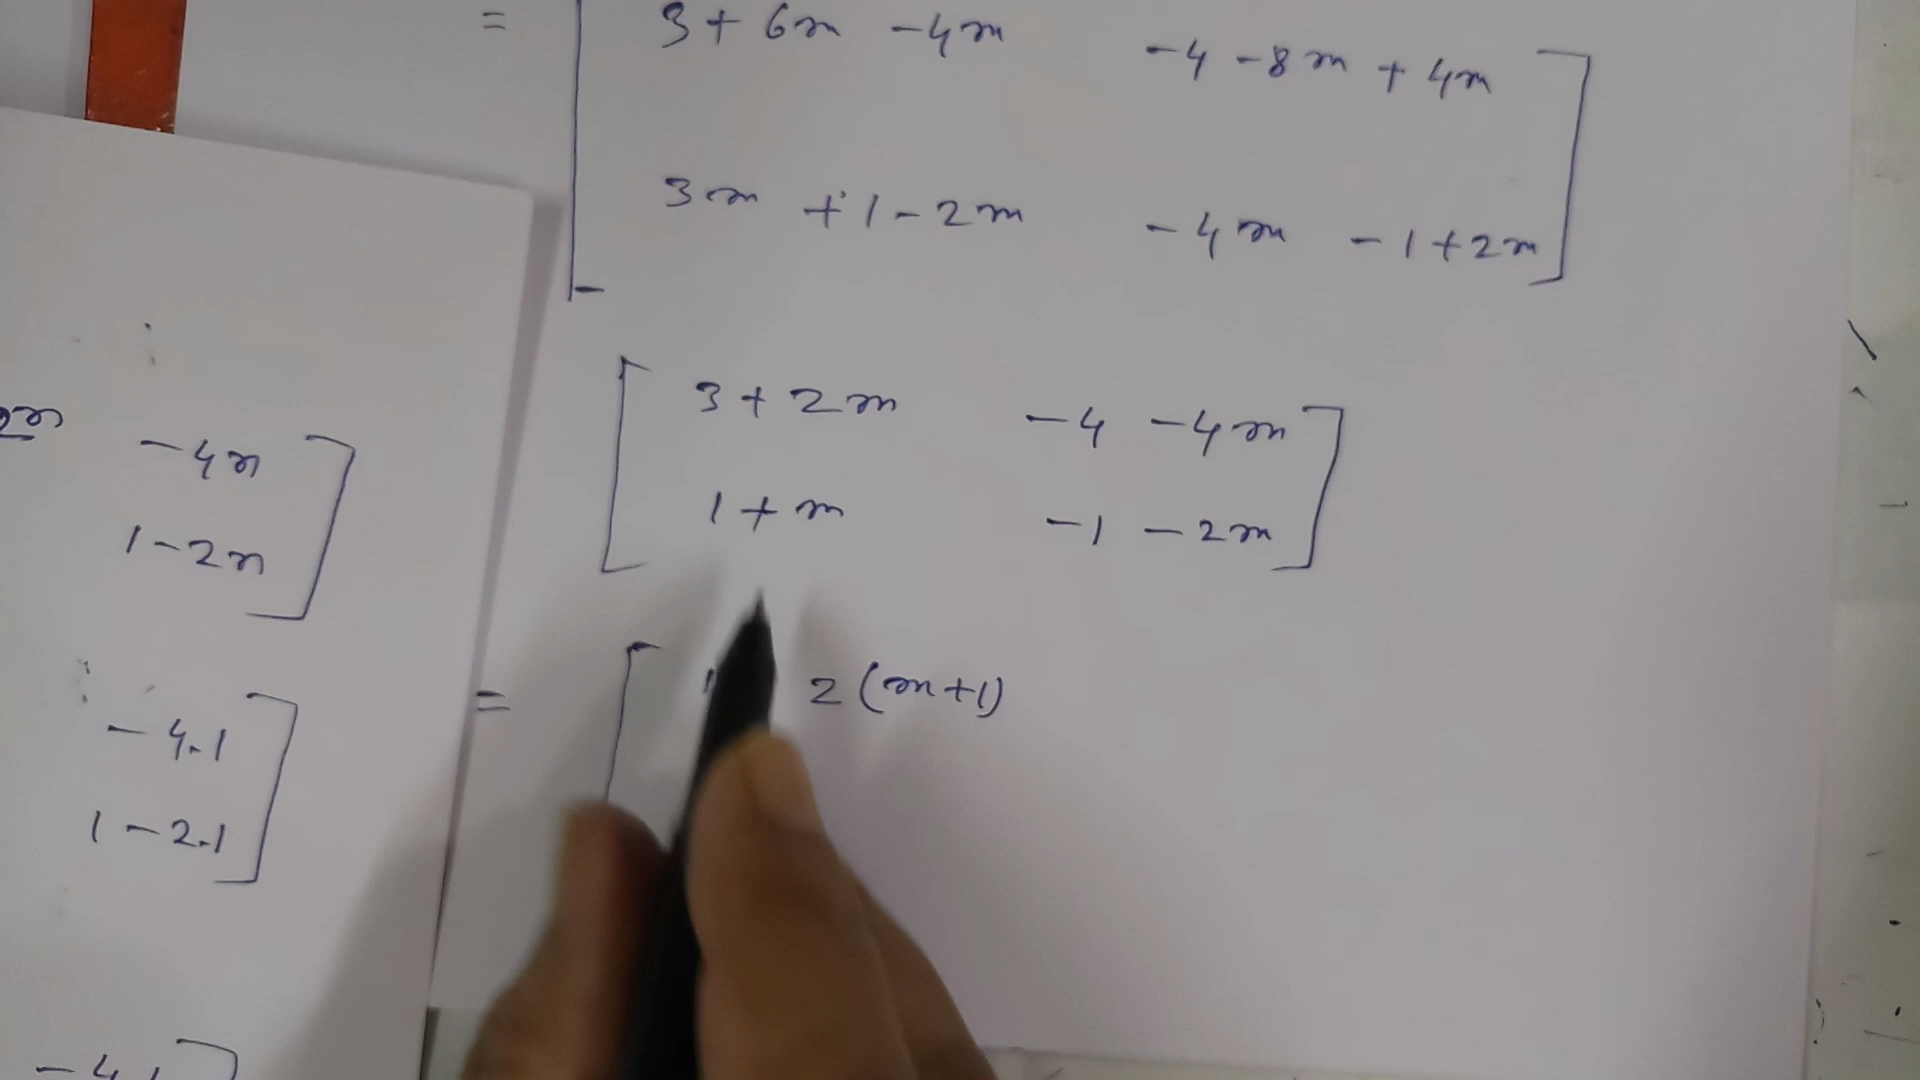 = [ 3 + 6m - 4m   -4 - 8m + 4m ]
[ 3m + 1 - 2m   -4m - 1 + 2m ]
[ 3 + 2m   -4 - 4m ]
[ 1 + m   -1 - 2m ]
= [ 2(m+1)
-4n ]
1-2n ]
-4.1 ]
1-2.1 ]